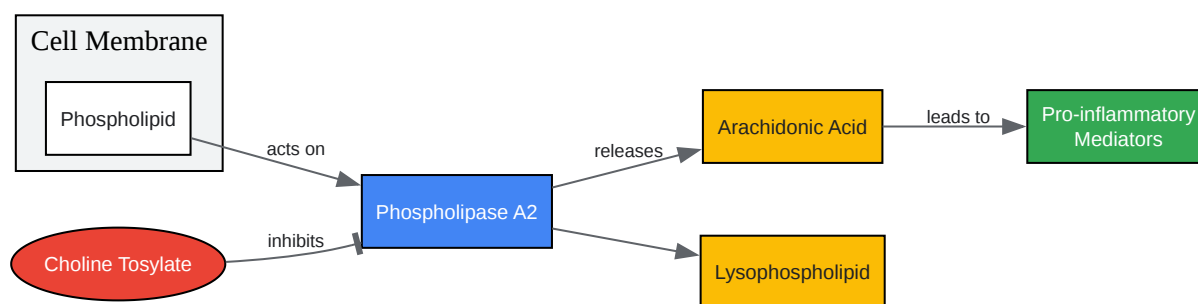 Cell Membrane
Phospholipid
acts on
Choline Tosylate
inhibits
Phospholipase A2
releases
Arachidonic Acid
Lysophospholipid
leads to
Pro-inflammatory
Mediators